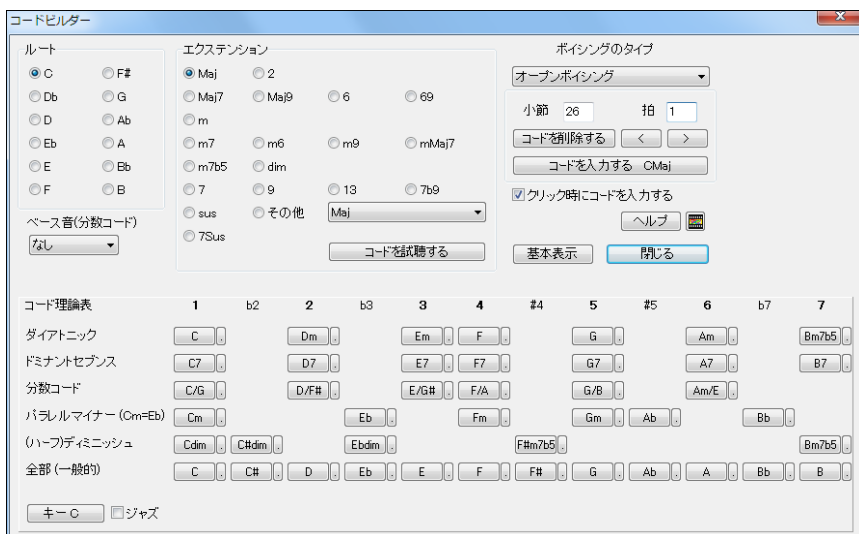 コードビルダー
ルート
C F#
Db G
D Ab
Eb A
E Bb
F B
ベース音(分数コード)
なし
エクステンション
Maj 2
Maj7 Maj9 6 69
m
m7 m6 m9 mMaj7
m7b5 dim
7 9 13 7b9
sus その他 Maj
7Sus
コードを試聴する
ボイシングのタイプ
オープンボイシング
小節 26 拍 1
コードを削除する < >
コードを入力する CMaj
クリック時にコードを入力する
ヘルプ
基本表示 閉じる
コード理論表 1 b2 2 b3 3 4 #4 5 #5 6 b7 7
ダイアトニック C . Dm . Em . F . G . Am . Bm7b5 .
ドミナントセブンス C7 . D7 . E7 . F7 . G7 . A7 . B7 .
分数コード C/G . D/F# . E/G# . F/A . G/B . Am/E .
パラレルマイナー (Cm=Eb) Cm . Eb . Fm . Gm . Ab . Bb .
(ハーフ)ディミニッシュ Cdim . C#dim . Ebdim . F#m7b5 . Bm7b5 .
全部 (一般的) C . C# . D . Eb . E . F . F# . G . Ab . A . Bb . B .
キー C ジャズ